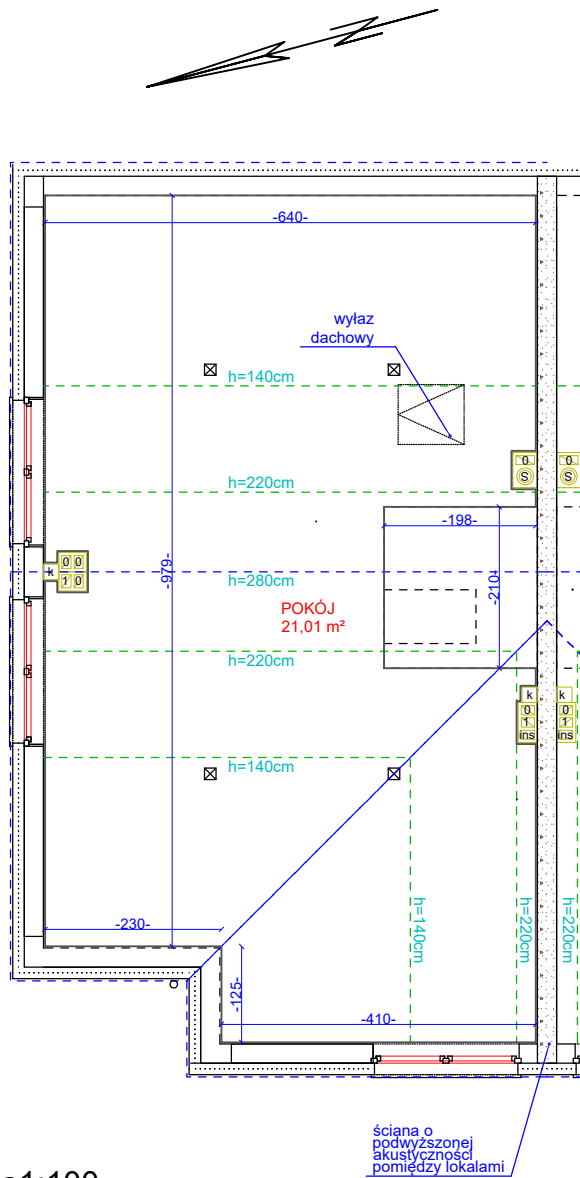 -640-
wyłaz
dachowy
h=140cm
0
0
S
S
h=220cm
-198-
0 0
k
1 0
-979-
h=280cm
-210-
POKÓJ
21,01 m²
h=220cm
k
k
0
0
1
1
ins
ins
h=140cm
-230-
h=140cm
h=220cm
h=220cm
-125-
-410-
ściana o
podwyższonej
akustyczności
pomiędzy lokalami
1:100